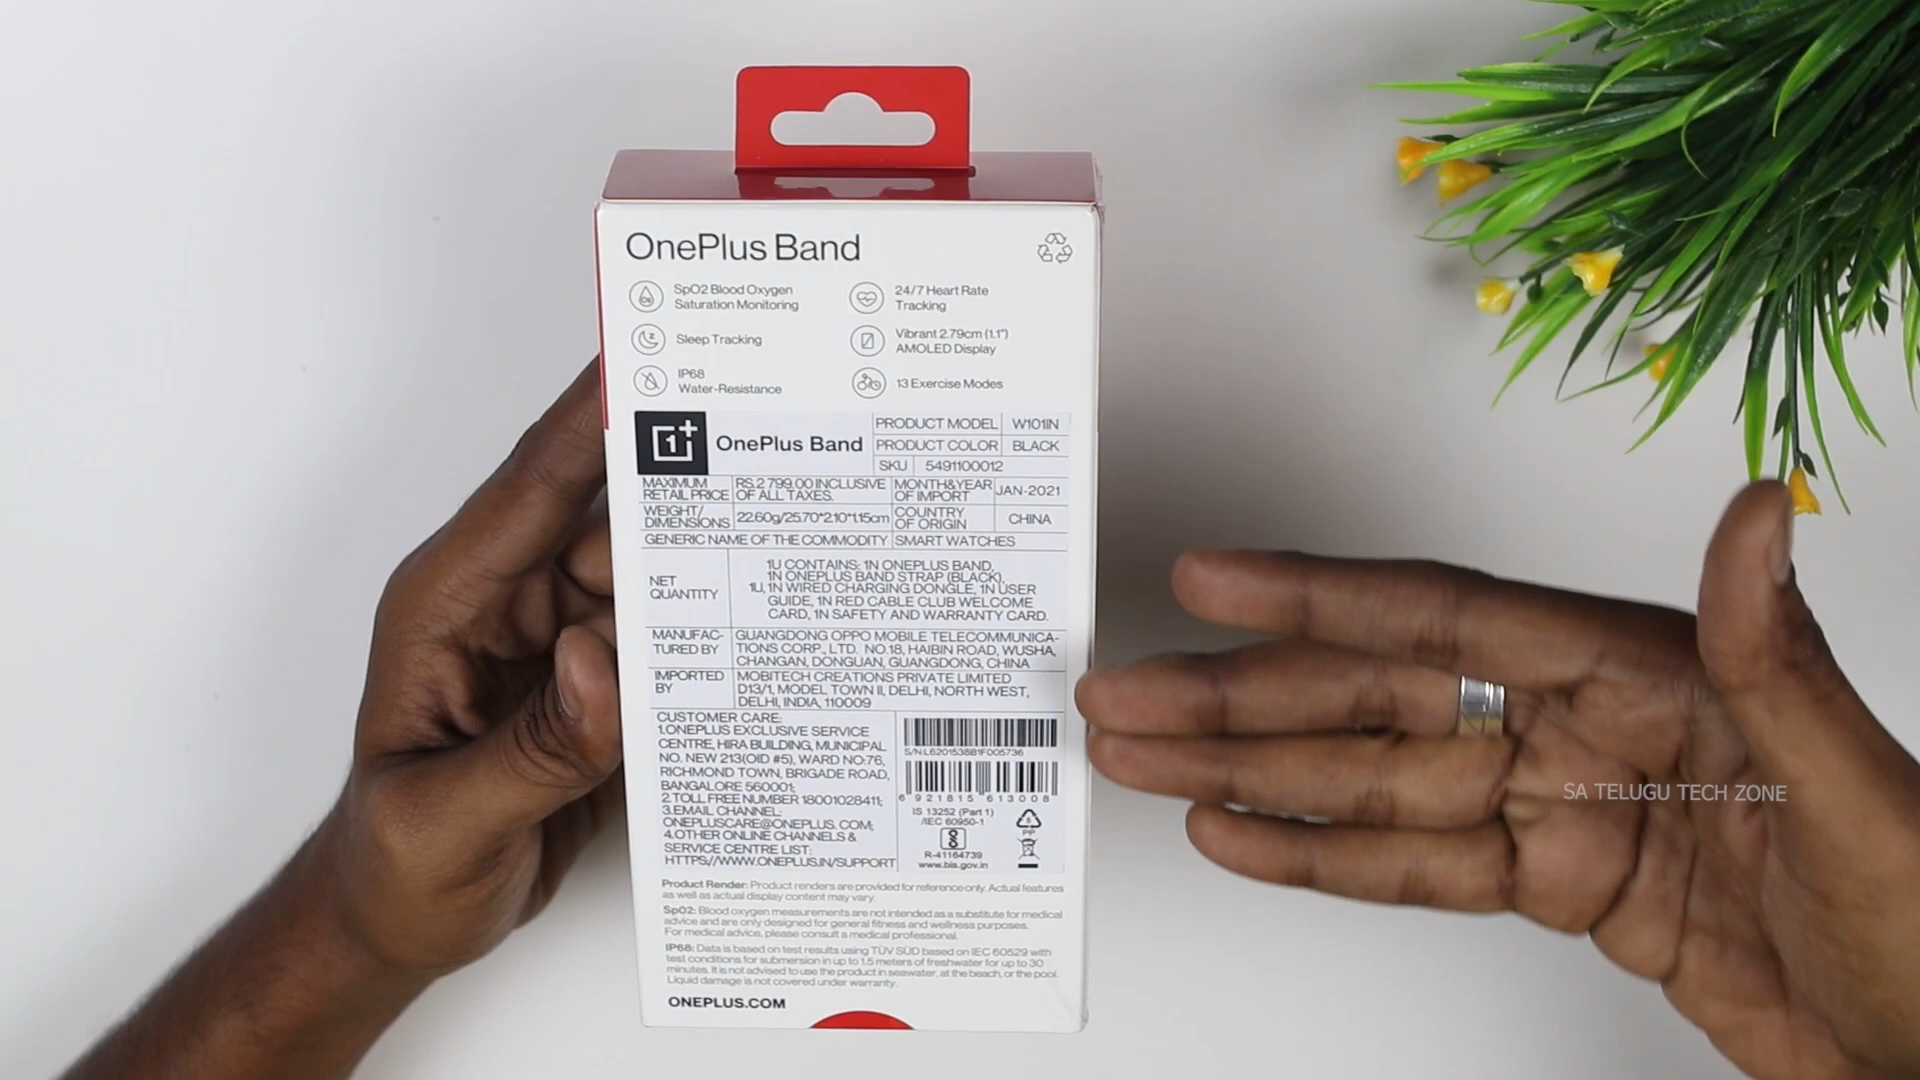 OnePlus Band
SpO2 Blood Oxygen
Saturation Monitoring
24/7 Heart Rate
Tracking
Sleep Tracking
Vibrant 2.79cm (1.1")
AMOLED Display
IP68
Water-Resistance
13 Exercise Modes
OnePlus Band
PRODUCT MODEL W101IN
PRODUCT COLOR BLACK
SKU 5491100012
MAXIMUM
RETAIL PRICE
RS.2 799.00 INCLUSIVE
OF ALL TAXES.
MONTH&YEAR
OF IMPORT
JAN-2021
WEIGHT/
DIMENSIONS
22.60g/25.70*2.10*1.15cm
COUNTRY
OF ORIGIN
CHINA
GENERIC NAME OF THE COMMODITY SMART WATCHES
NET
QUANTITY
1U CONTAINS: 1N ONEPLUS BAND,
1N ONEPLUS BAND STRAP (BLACK),
1U, 1N WIRED CHARGING DONGLE, 1N USER
GUIDE, 1N RED CABLE CLUB WELCOME
CARD, 1N SAFETY AND WARRANTY CARD.
MANUFAC-
TURED BY
GUANGDONG OPPO MOBILE TELECOMMUNICA-
TIONS CORP., LTD. NO.18, HAIBIN ROAD, WUSHA,
CHANGAN, DONGUAN, GUANGDONG, CHINA
IMPORTED
BY
MOBITECH CREATIONS PRIVATE LIMITED
D13/1, MODEL TOWN II, DELHI, NORTH WEST,
DELHI, INDIA, 110009
CUSTOMER CARE:
1.ONEPLUS EXCLUSIVE SERVICE
CENTRE, HIRA BUILDING, MUNICIPAL
NO. NEW 213(OID #5), WARD NO:76,
RICHMOND TOWN, BRIGADE ROAD,
BANGALORE 560001;
2.TOLL FREE NUMBER 18001028411;
3.EMAIL CHANNEL:
ONEPLUSCARE@ONEPLUS.COM;
4.OTHER ONLINE CHANNELS &
SERVICE CENTRE LIST:
HTTPS//WWW.ONEPLUS.IN/SUPPORT
S/N:L620153881F005736
6 921815 613008
IS 13252 (Part 1)
/IEC 60950-1
R-41164739
www.bis.gov.in
5
PP
Product Render: Product renders are provided for reference only. Actual features
as well as actual display content may vary.
SpO2: Blood oxygen measurements are not intended as a substitute for medical
advice and are only designed for general fitness and wellness purposes.
For medical advice, please consult a medical professional.
IP68: Data is based on test results using TÜV SÜD based on IEC 60529 with
test conditions for submersion in up to 1.5 meters of freshwater for up to 30
minutes. It is not advised to use the product in seawater, at the beach, or the pool.
Liquid damage is not covered under warranty.
ONEPLUS.COM
SA TELUGU TECH ZONE